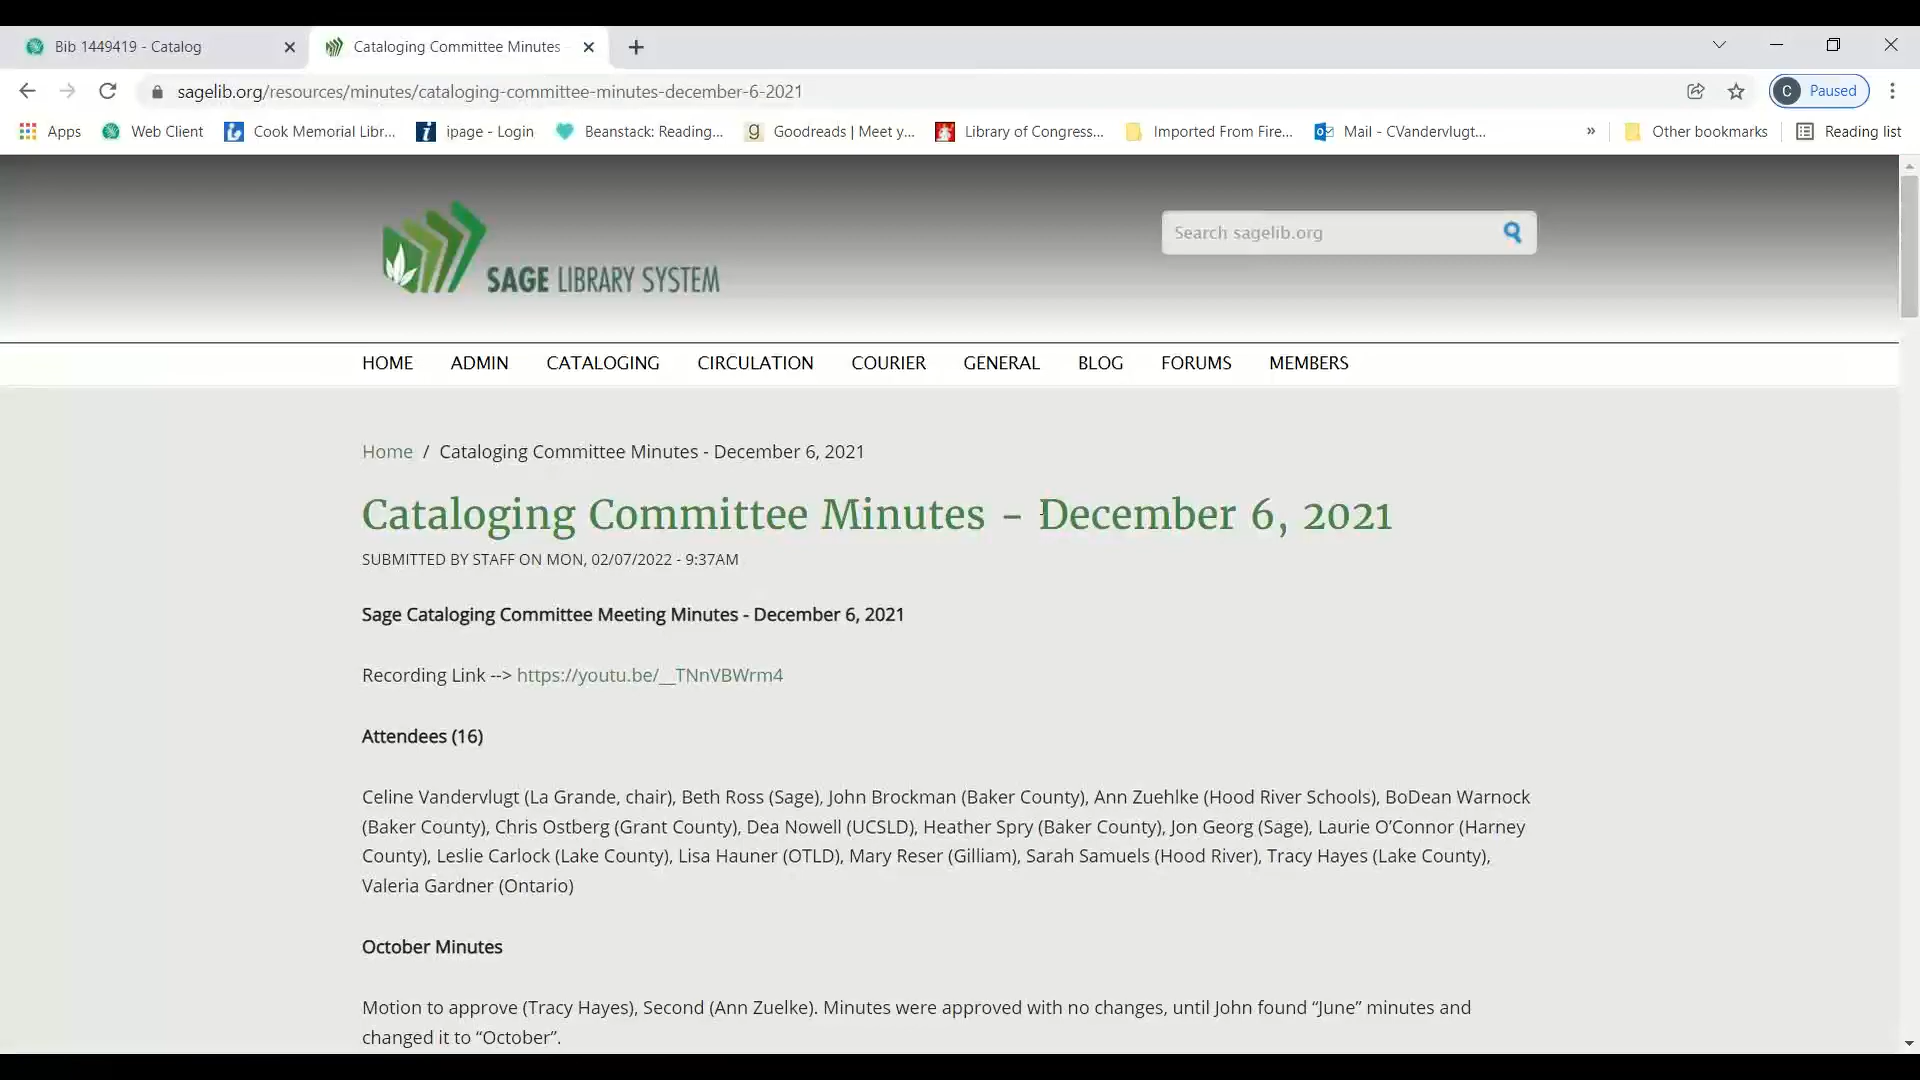 Bib 1449419 - Catalog
Cataloging Committee Minutes
sagelib.org/resources/minutes/cataloging-committee-minutes-december-6-2021
C Paused
Apps Web Client Cook Memorial Libr... ipage - Login Beanstack: Reading... Goodreads | Meet y... Library of Congress... Imported From Fire... Mail - CVandervlugt... » Other bookmarks Reading list
SAGE LIBRARY SYSTEM
Search sagelib.org
HOME ADMIN CATALOGING CIRCULATION COURIER GENERAL BLOG FORUMS MEMBERS
Home / Cataloging Committee Minutes - December 6, 2021
Cataloging Committee Minutes - December 6, 2021
SUBMITTED BY STAFF ON MON, 02/07/2022 - 9:37AM
Sage Cataloging Committee Meeting Minutes - December 6, 2021
Recording Link --> https://youtu.be/__TNnVBWrm4
Attendees (16)
Celine Vandervlugt (La Grande, chair), Beth Ross (Sage), John Brockman (Baker County), Ann Zuehlke (Hood River Schools), BoDean Warnock
(Baker County), Chris Ostberg (Grant County), Dea Nowell (UCSLD), Heather Spry (Baker County), Jon Georg (Sage), Laurie O’Connor (Harney
County), Leslie Carlock (Lake County), Lisa Hauner (OTLD), Mary Reser (Gilliam), Sarah Samuels (Hood River), Tracy Hayes (Lake County),
Valeria Gardner (Ontario)
October Minutes
Motion to approve (Tracy Hayes), Second (Ann Zuelke). Minutes were approved with no changes, until John found “June” minutes and
changed it to “October”.